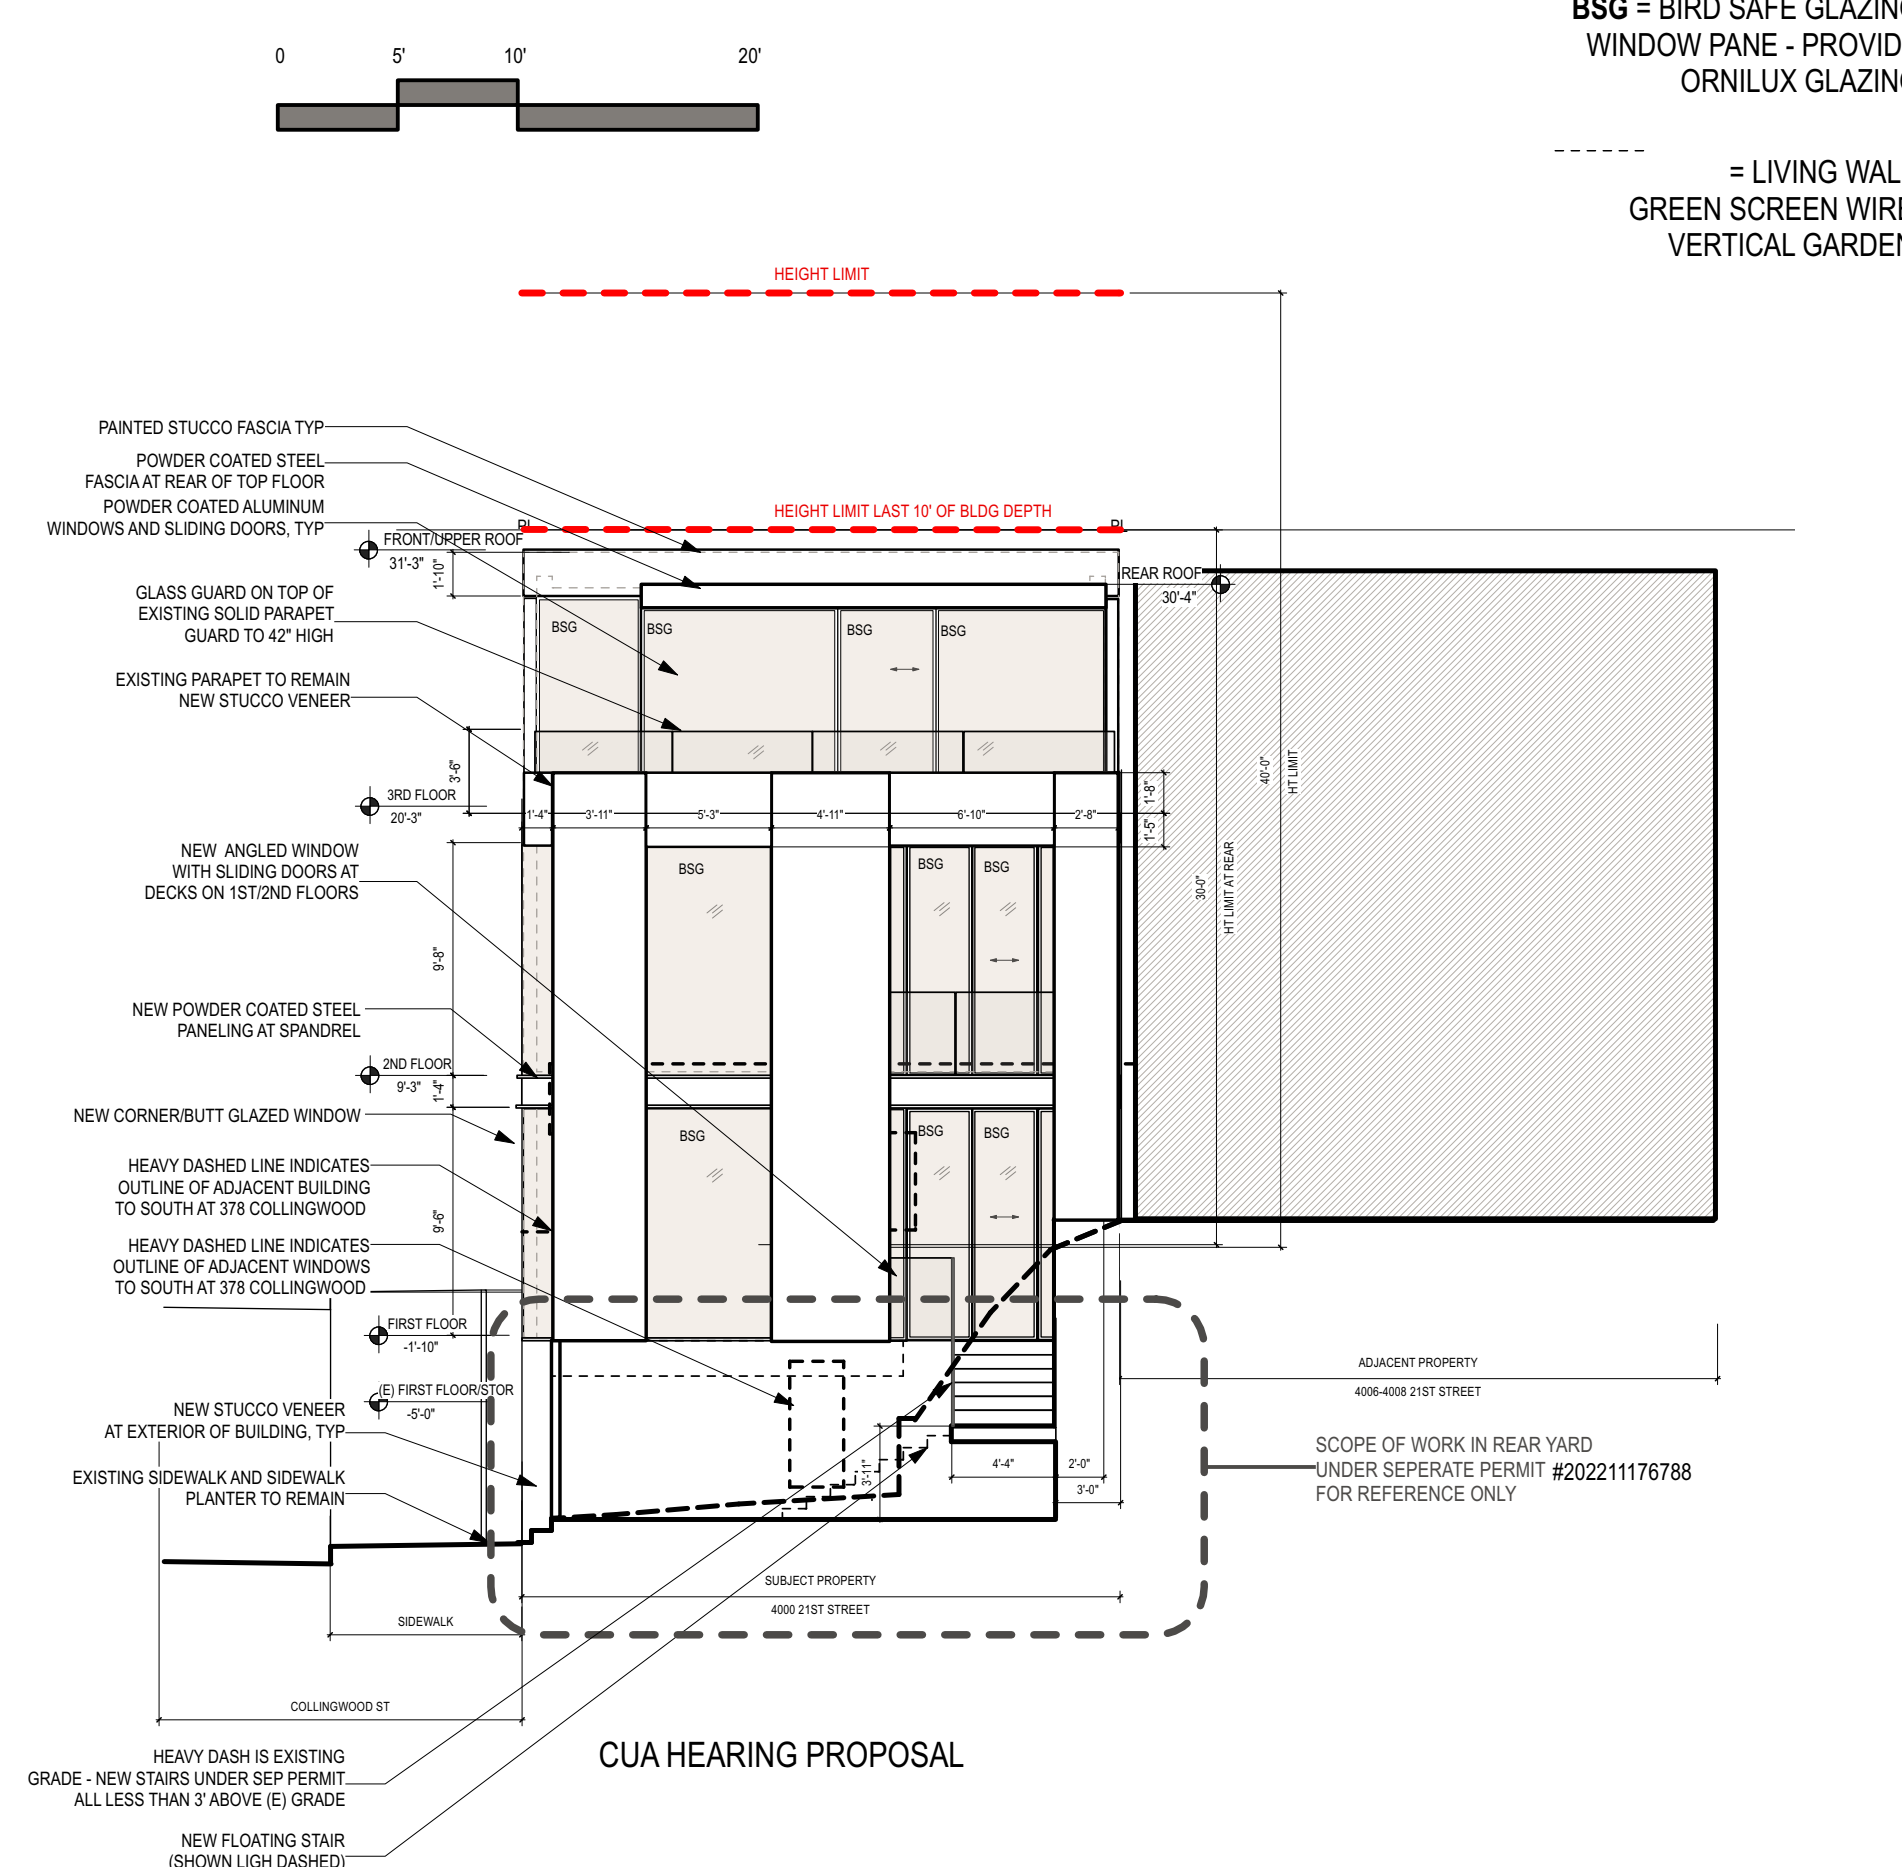 0 5' 10' 20'
BSG = BIRD SAFE GLAZING
WINDOW PANE - PROVID
ORNILUX GLAZING
= LIVING WAL
GREEN SCREEN WIRE
VERTICAL GARDEN
HEIGHT LIMIT
PAINTED STUCCO FASCIA TYP
POWDER COATED STEEL
FASCIA AT REAR OF TOP FLOOR
POWDER COATED ALUMINUM
WINDOWS AND SLIDING DOORS, TYP
HEIGHT LIMIT LAST 10' OF BLDG DEPTH
PL
PL
FRONT/UPPER ROOF
31'-3"
1'-10"
REAR ROOF
30'-4"
GLASS GUARD ON TOP OF
EXISTING SOLID PARAPET
GUARD TO 42" HIGH
BSG BSG BSG BSG
EXISTING PARAPET TO REMAIN
NEW STUCCO VENEER
3'-6"
3RD FLOOR
20'-3"
1'-4" 3'-11" 5'-3" 4'-11" 6'-10" 2'-8"
1'-8"
1'-5"
40'-0"
HT LIMIT
30-0"
HT LIMIT AT REAR
NEW ANGLED WINDOW
WITH SLIDING DOORS AT
DECKS ON 1ST/2ND FLOORS
BSG BSG BSG
9'-8"
NEW POWDER COATED STEEL
PANELING AT SPANDREL
2ND FLOOR
9'-3"
1'-4"
NEW CORNER/BUTT GLAZED WINDOW
BSG BSG BSG
HEAVY DASHED LINE INDICATES
OUTLINE OF ADJACENT BUILDING
TO SOUTH AT 378 COLLINGWOOD
9'-6"
HEAVY DASHED LINE INDICATES
OUTLINE OF ADJACENT WINDOWS
TO SOUTH AT 378 COLLINGWOOD
FIRST FLOOR
-1'-10"
(E) FIRST FLOOR/STOR
-5'-0"
NEW STUCCO VENEER
AT EXTERIOR OF BUILDING, TYP
EXISTING SIDEWALK AND SIDEWALK
PLANTER TO REMAIN
3'-11"
4'-4" 2'-0"
3'-0"
ADJACENT PROPERTY
4006-4008 21ST STREET
SCOPE OF WORK IN REAR YARD
UNDER SEPERATE PERMIT #202211176788
FOR REFERENCE ONLY
SUBJECT PROPERTY
4000 21ST STREET
SIDEWALK
COLLINGWOOD ST
HEAVY DASH IS EXISTING
GRADE - NEW STAIRS UNDER SEP PERMIT
ALL LESS THAN 3' ABOVE (E) GRADE
CUA HEARING PROPOSAL
NEW FLOATING STAIR
(SHOWN LIGH DASHED)